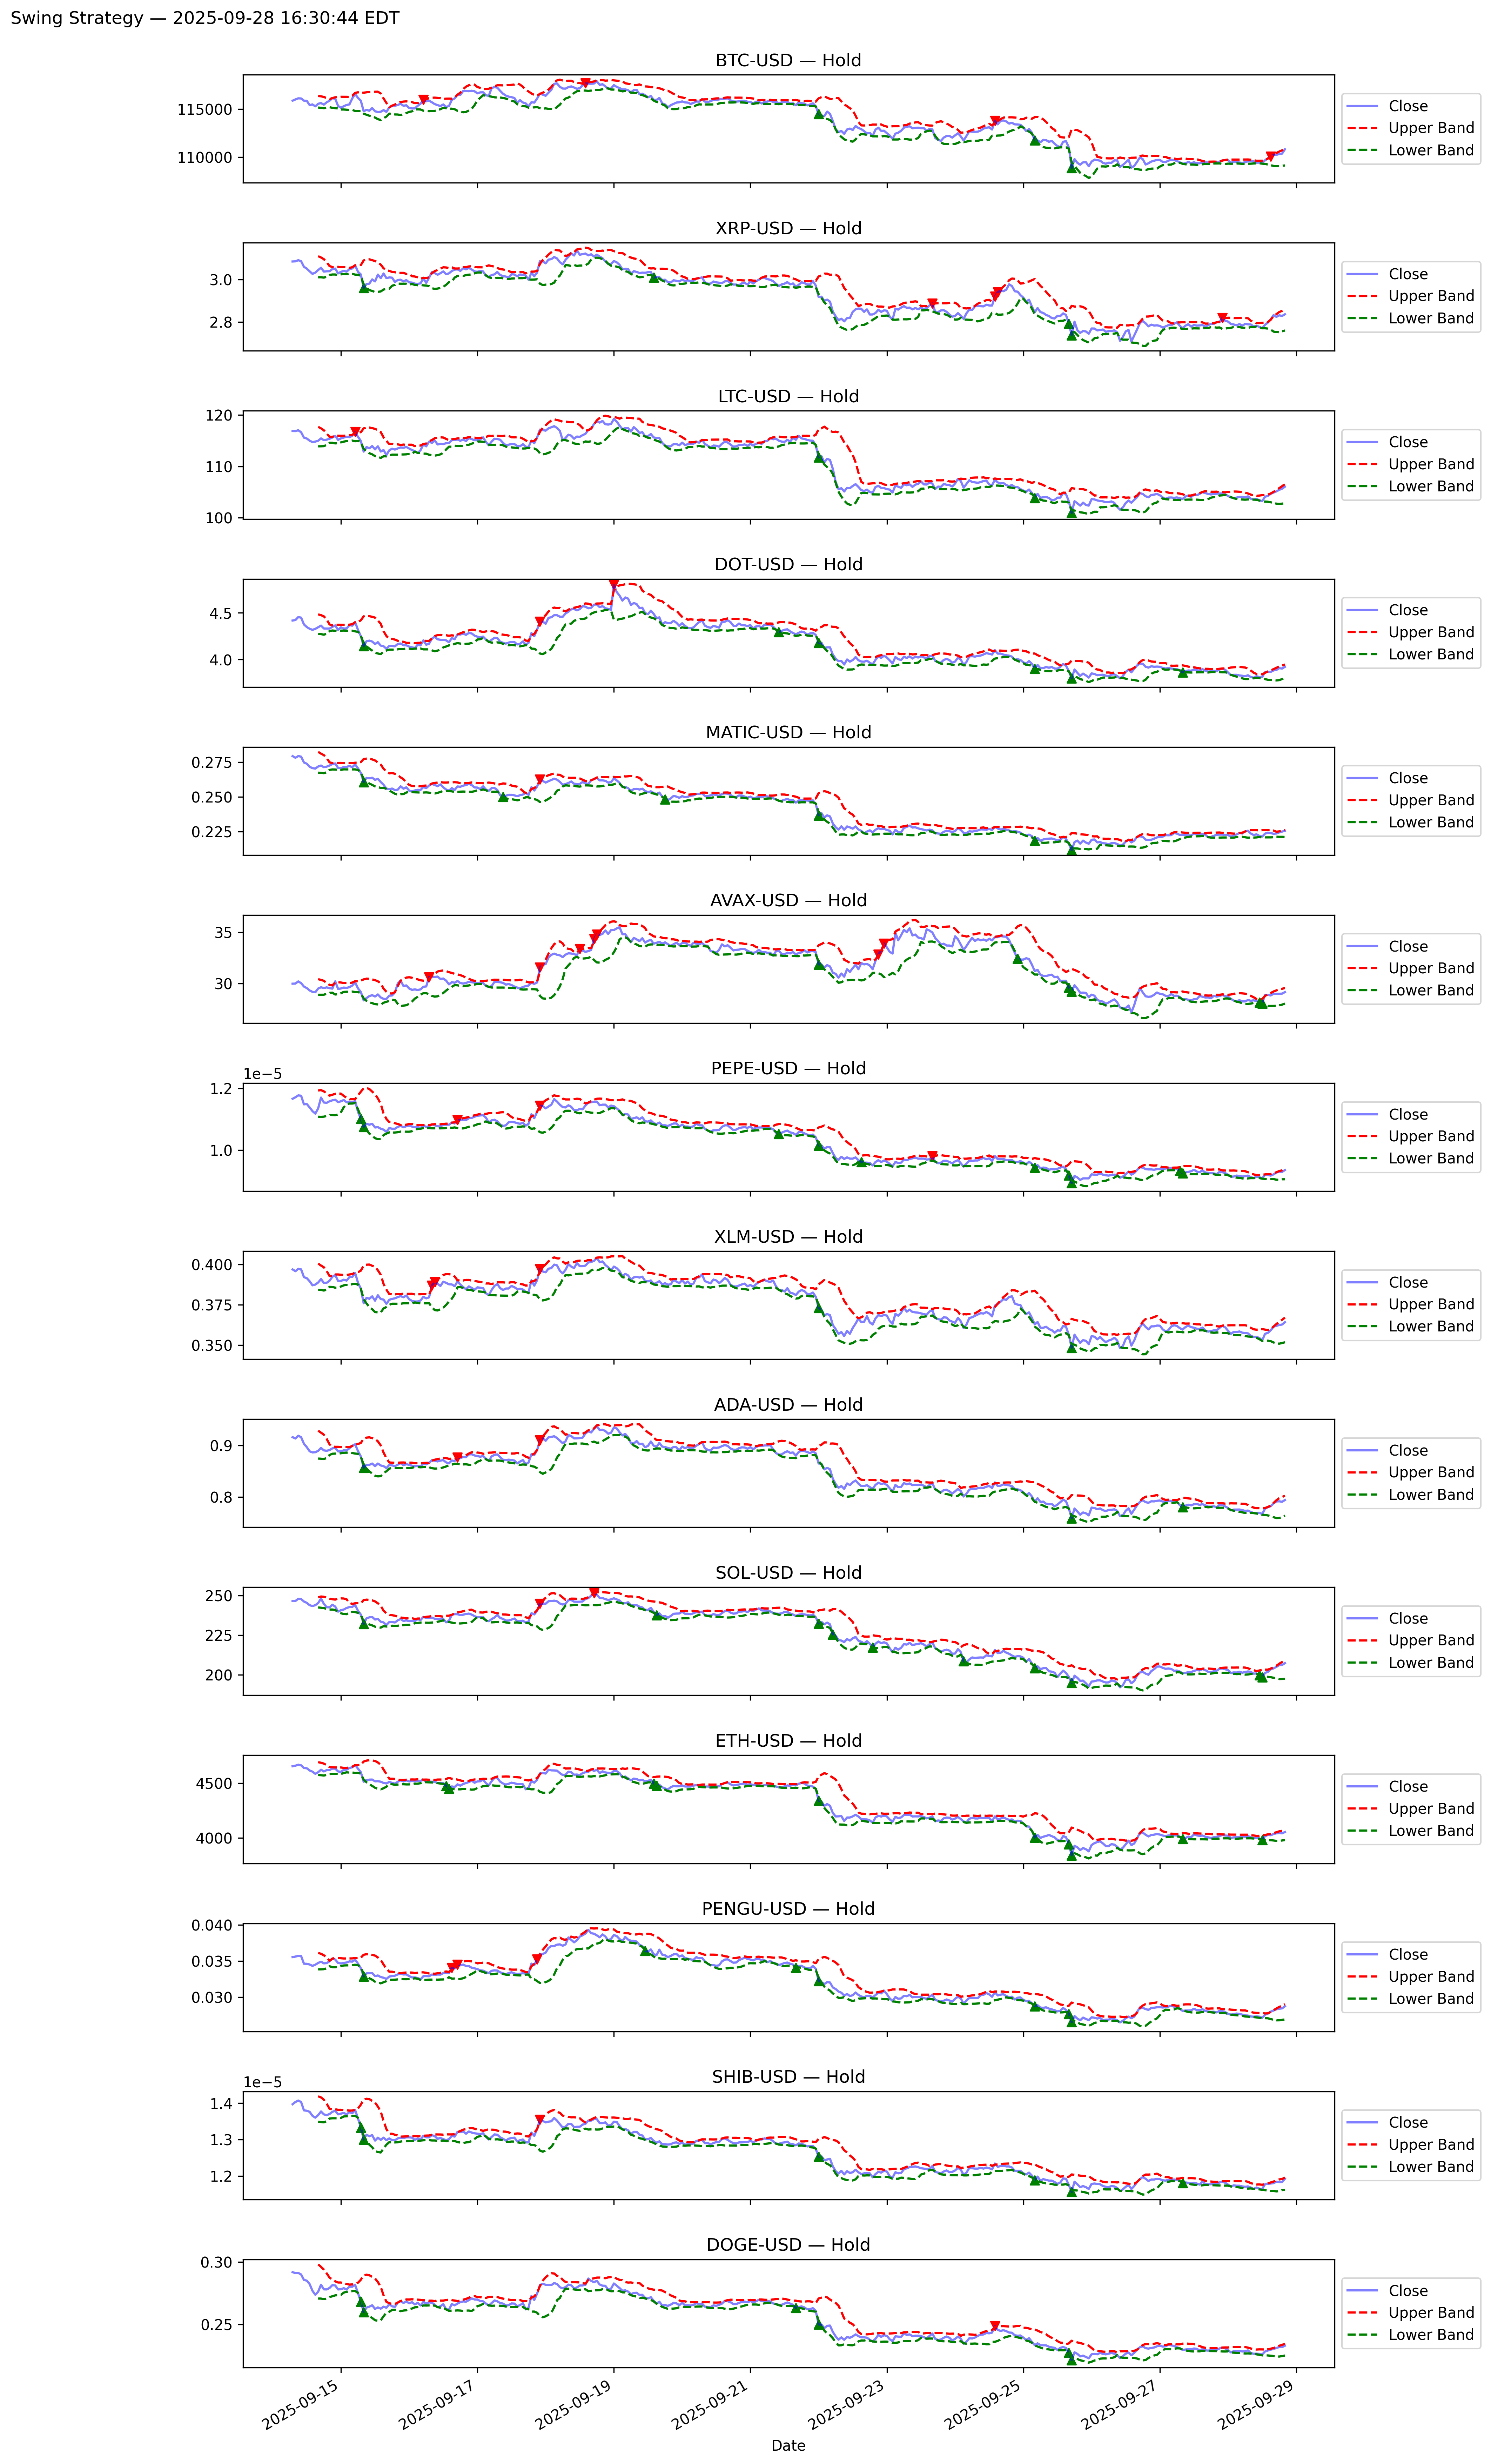 Swing Strategy — 2025-09-28 16:30:44 EDT
BTC-USD — Hold
115000
110000
Close
Upper Band
Lower Band
XRP-USD — Hold
3.0
2.8
Close
Upper Band
Lower Band
LTC-USD — Hold
120
110
100
Close
Upper Band
Lower Band
DOT-USD — Hold
4.5
4.0
Close
Upper Band
Lower Band
MATIC-USD — Hold
0.275
0.250
0.225
Close
Upper Band
Lower Band
AVAX-USD — Hold
35
30
Close
Upper Band
Lower Band
PEPE-USD — Hold
1e−5
1.2
1.0
Close
Upper Band
Lower Band
XLM-USD — Hold
0.400
0.375
0.350
Close
Upper Band
Lower Band
ADA-USD — Hold
0.9
0.8
Close
Upper Band
Lower Band
SOL-USD — Hold
250
225
200
Close
Upper Band
Lower Band
ETH-USD — Hold
4500
4000
Close
Upper Band
Lower Band
PENGU-USD — Hold
0.040
0.035
0.030
Close
Upper Band
Lower Band
SHIB-USD — Hold
1e−5
1.4
1.3
1.2
Close
Upper Band
Lower Band
DOGE-USD — Hold
0.30
0.25
Close
Upper Band
Lower Band
2025-09-15
2025-09-17
2025-09-19
2025-09-21
2025-09-23
2025-09-25
2025-09-27
2025-09-29
Date